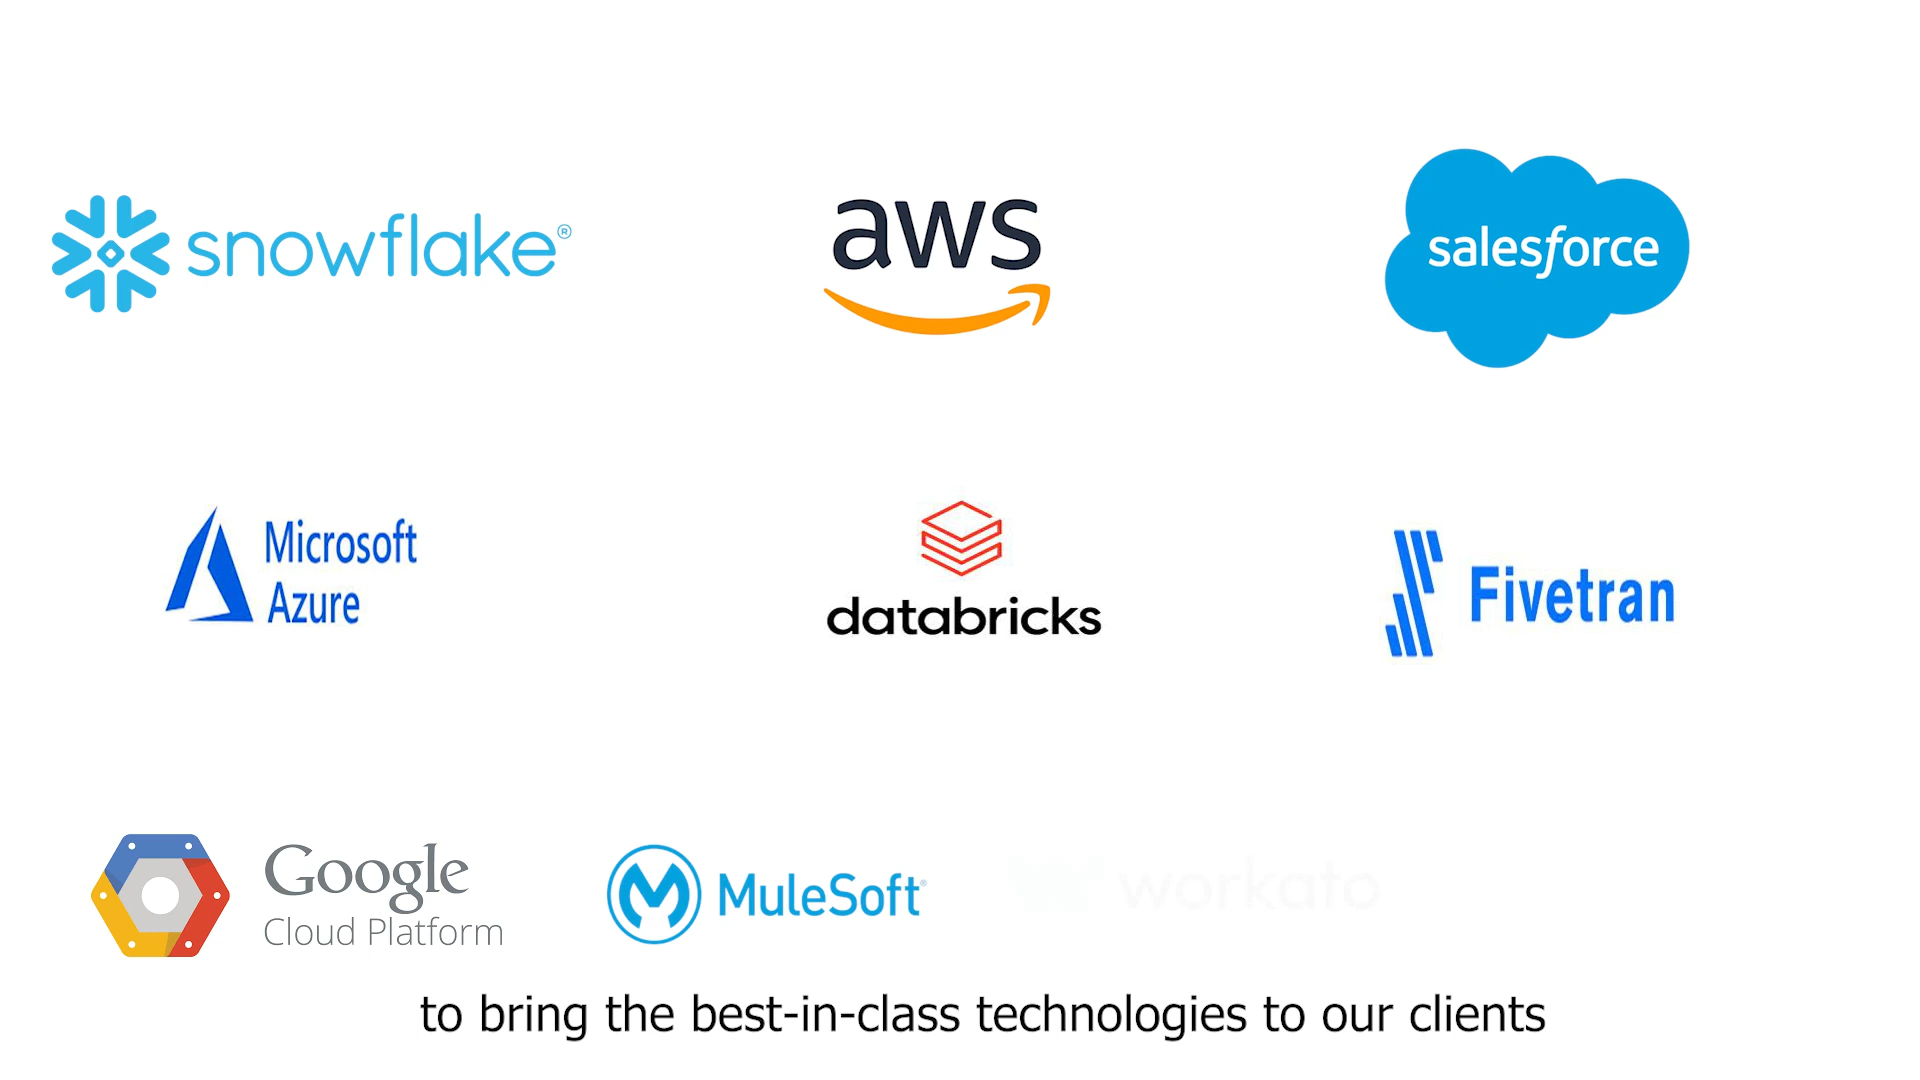 snowflake®
aws
salesforce
Microsoft
Azure
databricks
Fivetran
Google
Cloud Platform
MuleSoft
workato
to bring the best-in-class technologies to our clients